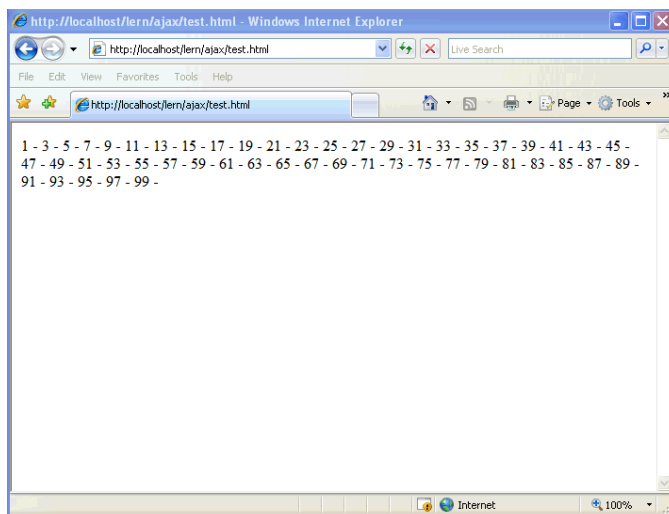 http://localhost/lern/ajax/test.html - Windows Internet Explorer
http://localhost/lern/ajax/test.html
Live Search
File Edit View Favorites Tools Help
http://localhost/lern/ajax/test.html
Page Tools »
1 - 3 - 5 - 7 - 9 - 11 - 13 - 15 - 17 - 19 - 21 - 23 - 25 - 27 - 29 - 31 - 33 - 35 - 37 - 39 - 41 - 43 - 45 -
47 - 49 - 51 - 53 - 55 - 57 - 59 - 61 - 63 - 65 - 67 - 69 - 71 - 73 - 75 - 77 - 79 - 81 - 83 - 85 - 87 - 89 -
91 - 93 - 95 - 97 - 99 -
Internet 100%